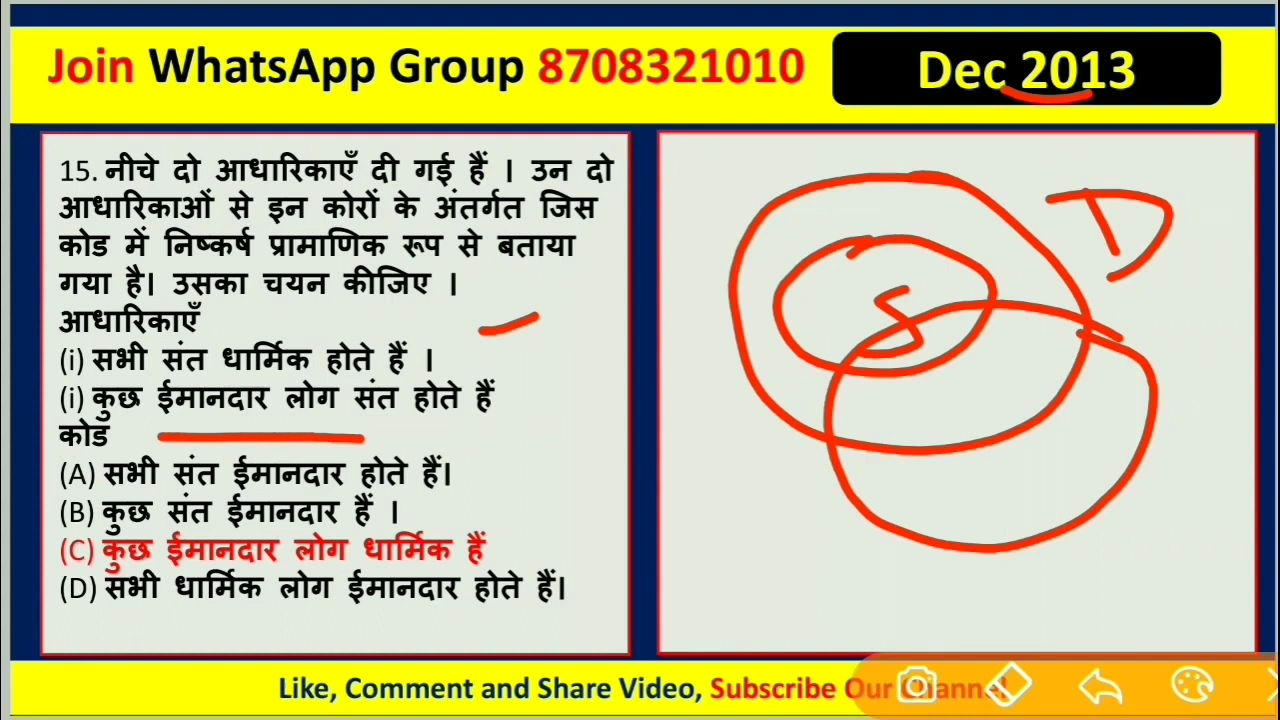 Join WhatsApp Group 8708321010
Dec 2013
15. नीचे दो आधारिकाएँ दी गई हैं । उन दो
आधारिकाओं से इन कोरों के अंतर्गत जिस
कोड में निष्कर्ष प्रामाणिक रूप से बताया
गया है। उसका चयन कीजिए ।
आधारिकाएँ
(i) सभी संत धार्मिक होते हैं ।
(i) कुछ ईमानदार लोग संत होते हैं
कोड
(A) सभी संत ईमानदार होते हैं।
(B) कुछ संत ईमानदार हैं ।
(C) कुछ ईमानदार लोग धार्मिक हैं
(D) सभी धार्मिक लोग ईमानदार होते हैं।
D
S
Like, Comment and Share Video, Subscribe Our Channel